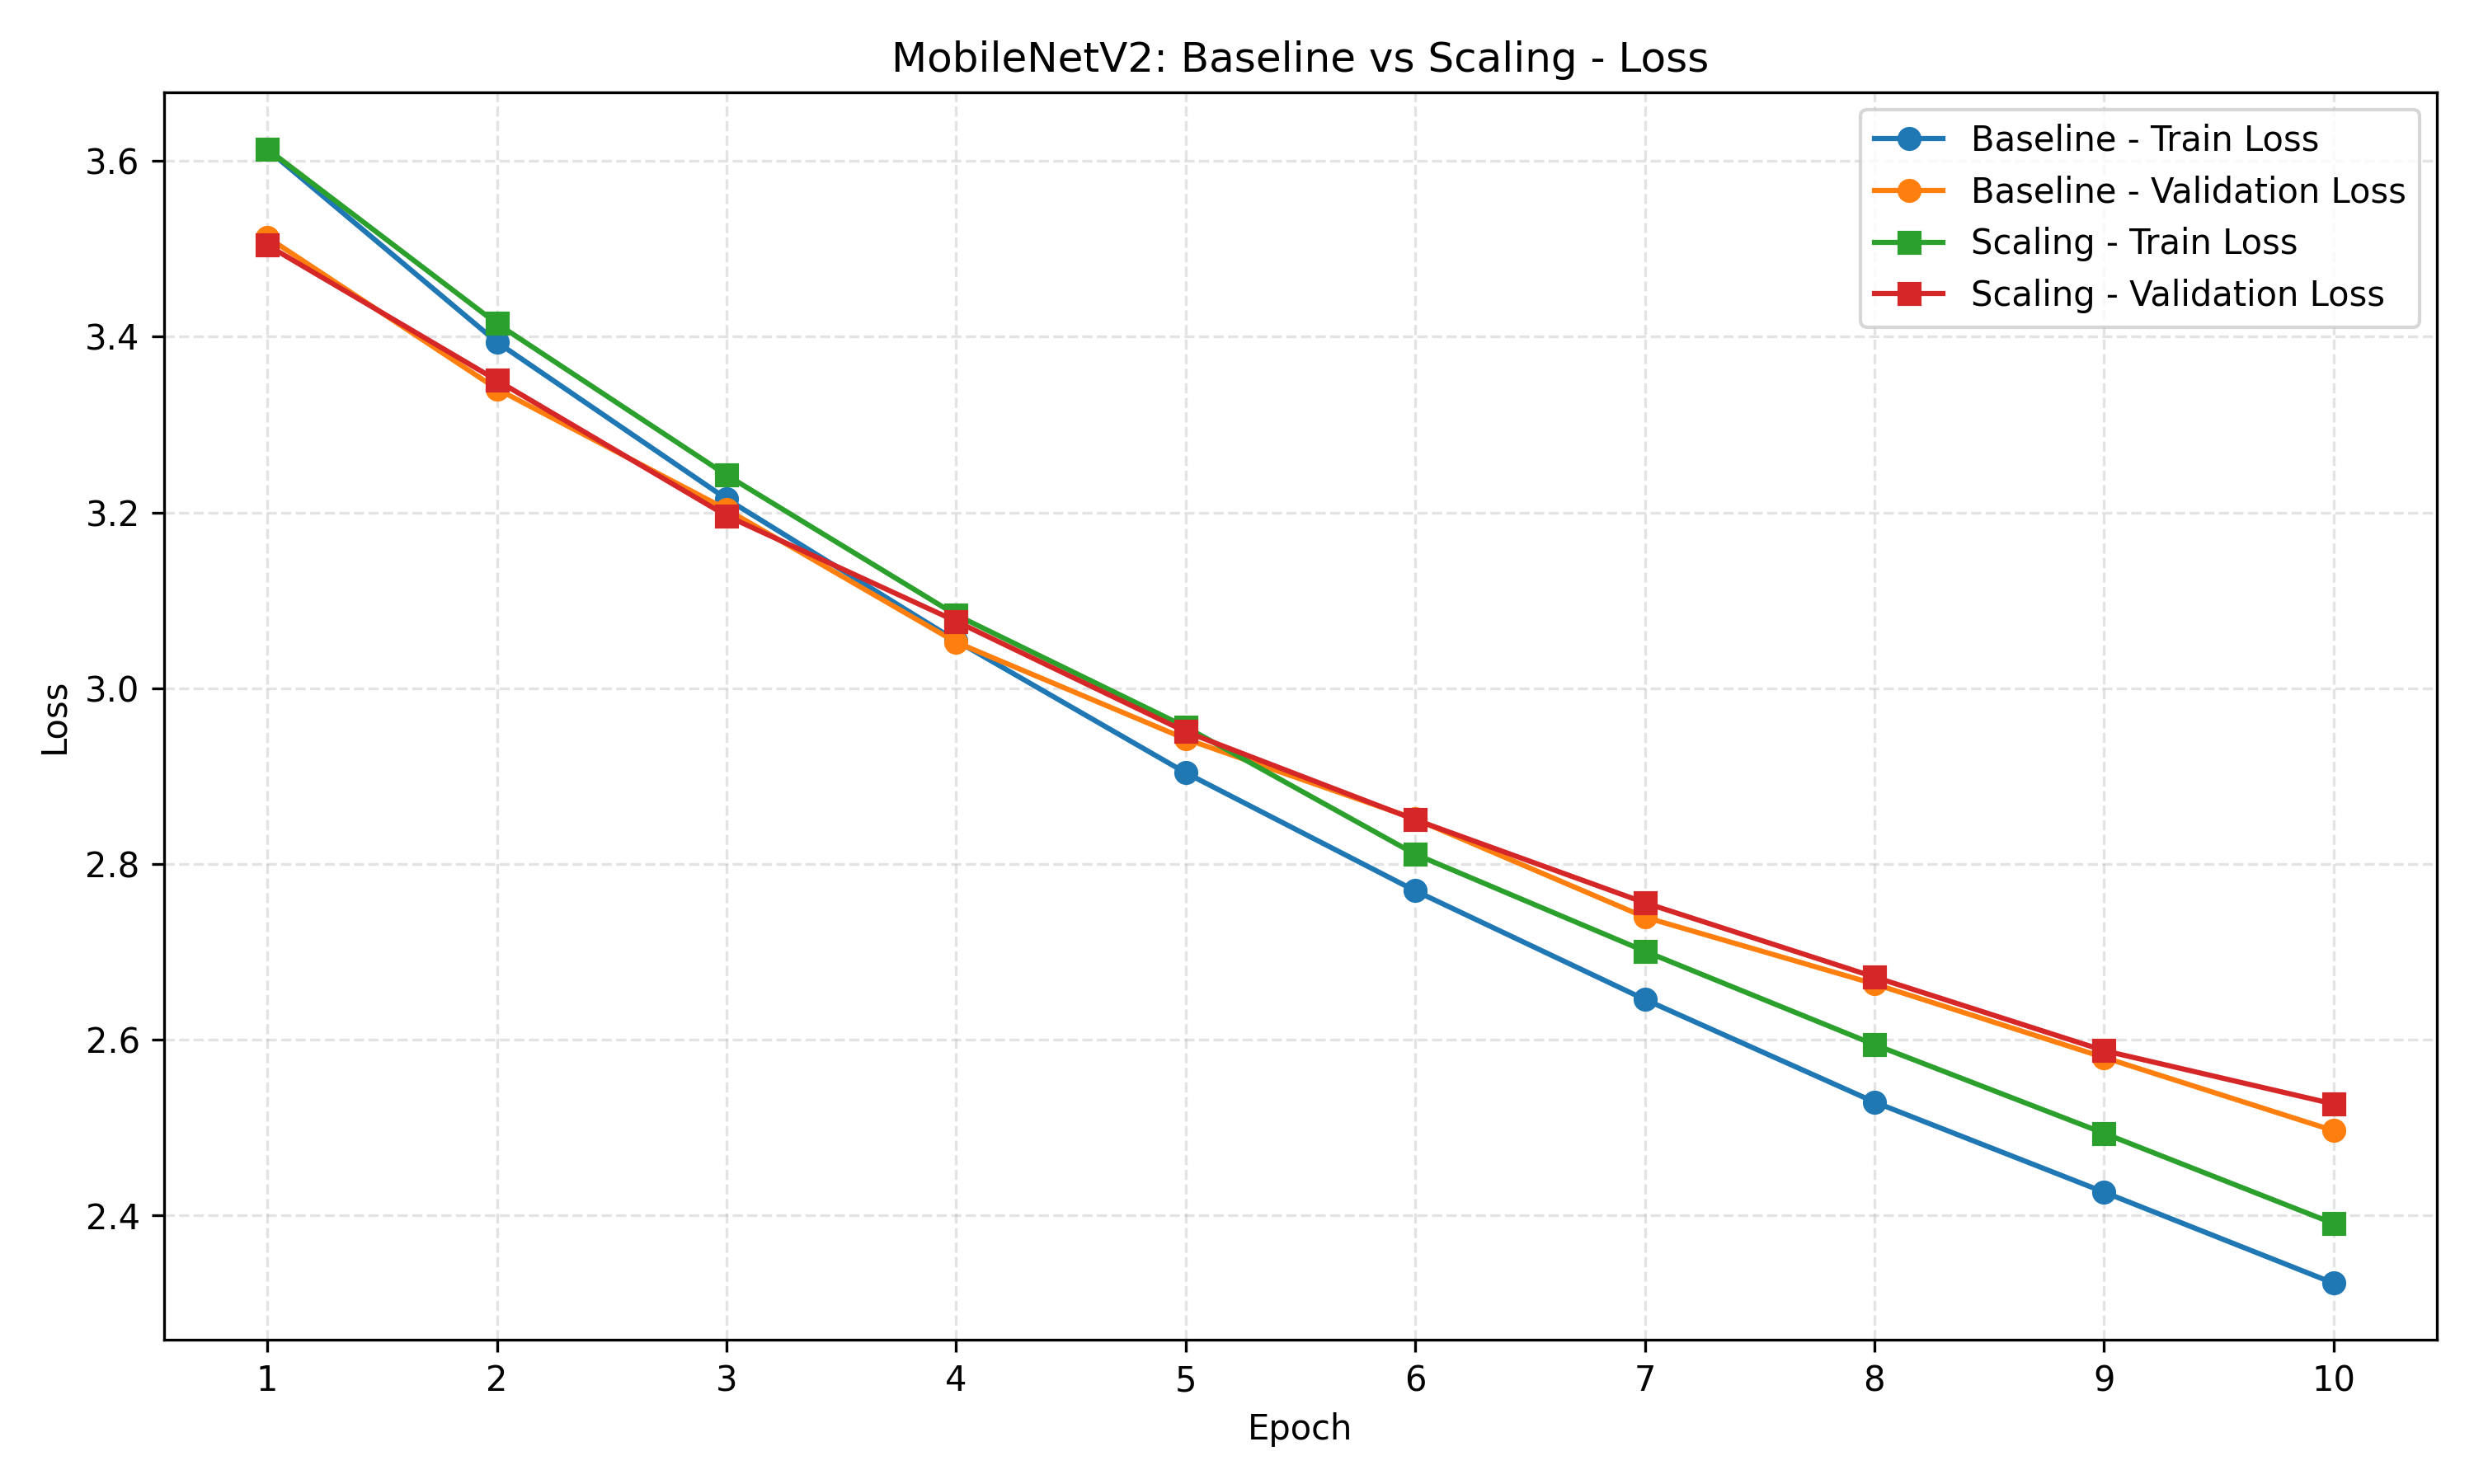 MobileNetV2: Baseline vs Scaling - Loss
Baseline - Train Loss
Baseline - Validation Loss
Scaling - Train Loss
Scaling - Validation Loss
3.6
3.4
3.2
3.0
2.8
2.6
2.4
Loss
1 2 3 4 5 6 7 8 9 10
Epoch